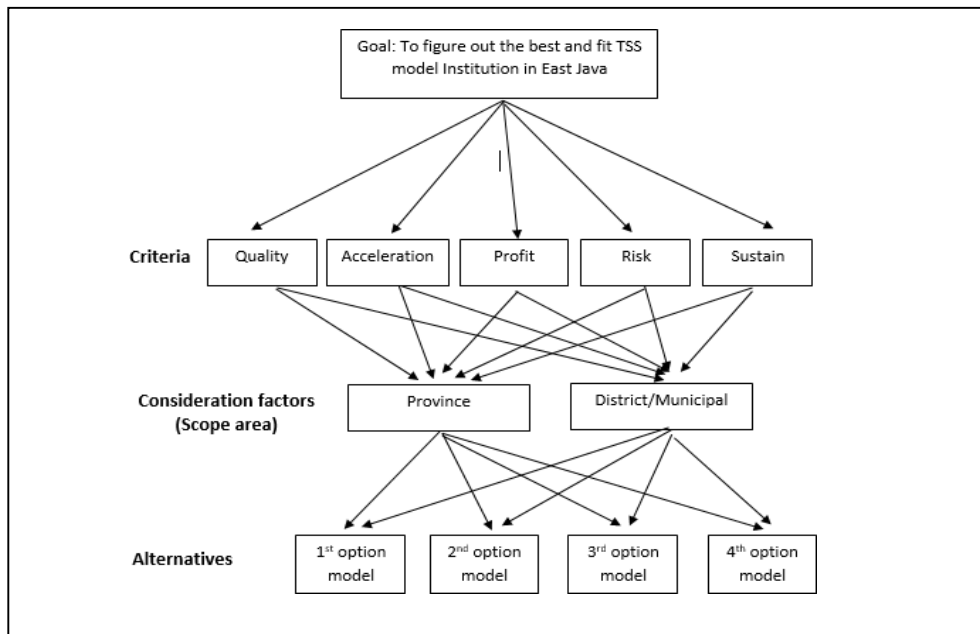 Goal: To figure out the best and fit TSS
model Institution in East Java
Criteria
Quality
Acceleration
Profit
Risk
Sustain
Consideration factors
(Scope area)
Province
District/Municipal
Alternatives
1st option
model
2nd option
model
3rd option
model
4th option
model